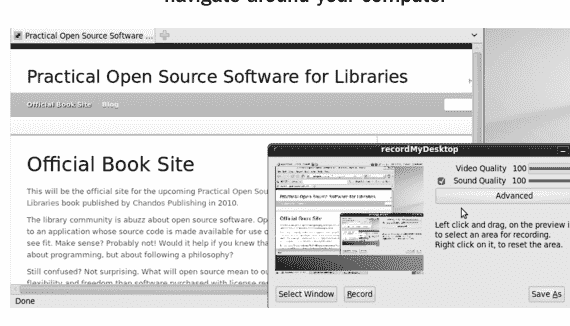 navigate around your computer
Practical Open Source Software ...
Practical Open Source Software for Libraries
Official Book Site Blog
Official Book Site
This will be the official site for the upcoming Practical Open Sou
Libraries book published by Chandos Publishing in 2010.
The library community is abuzz about open source software. Op
to an application whose source code is made available for use o
see fit. Make sense? Probably not! Would it help if you knew tha
about programming, but about following a philosophy?
Still confused? Not surprising. What will open source mean to ou
flexibility and freedom than software purchased with license res
Done
recordMyDesktop
Video Quality 100
Sound Quality 100
Advanced
Left click and drag, on the preview i
to select an area for recording.
Right click on it, to reset the area.
Select Window Record Save As